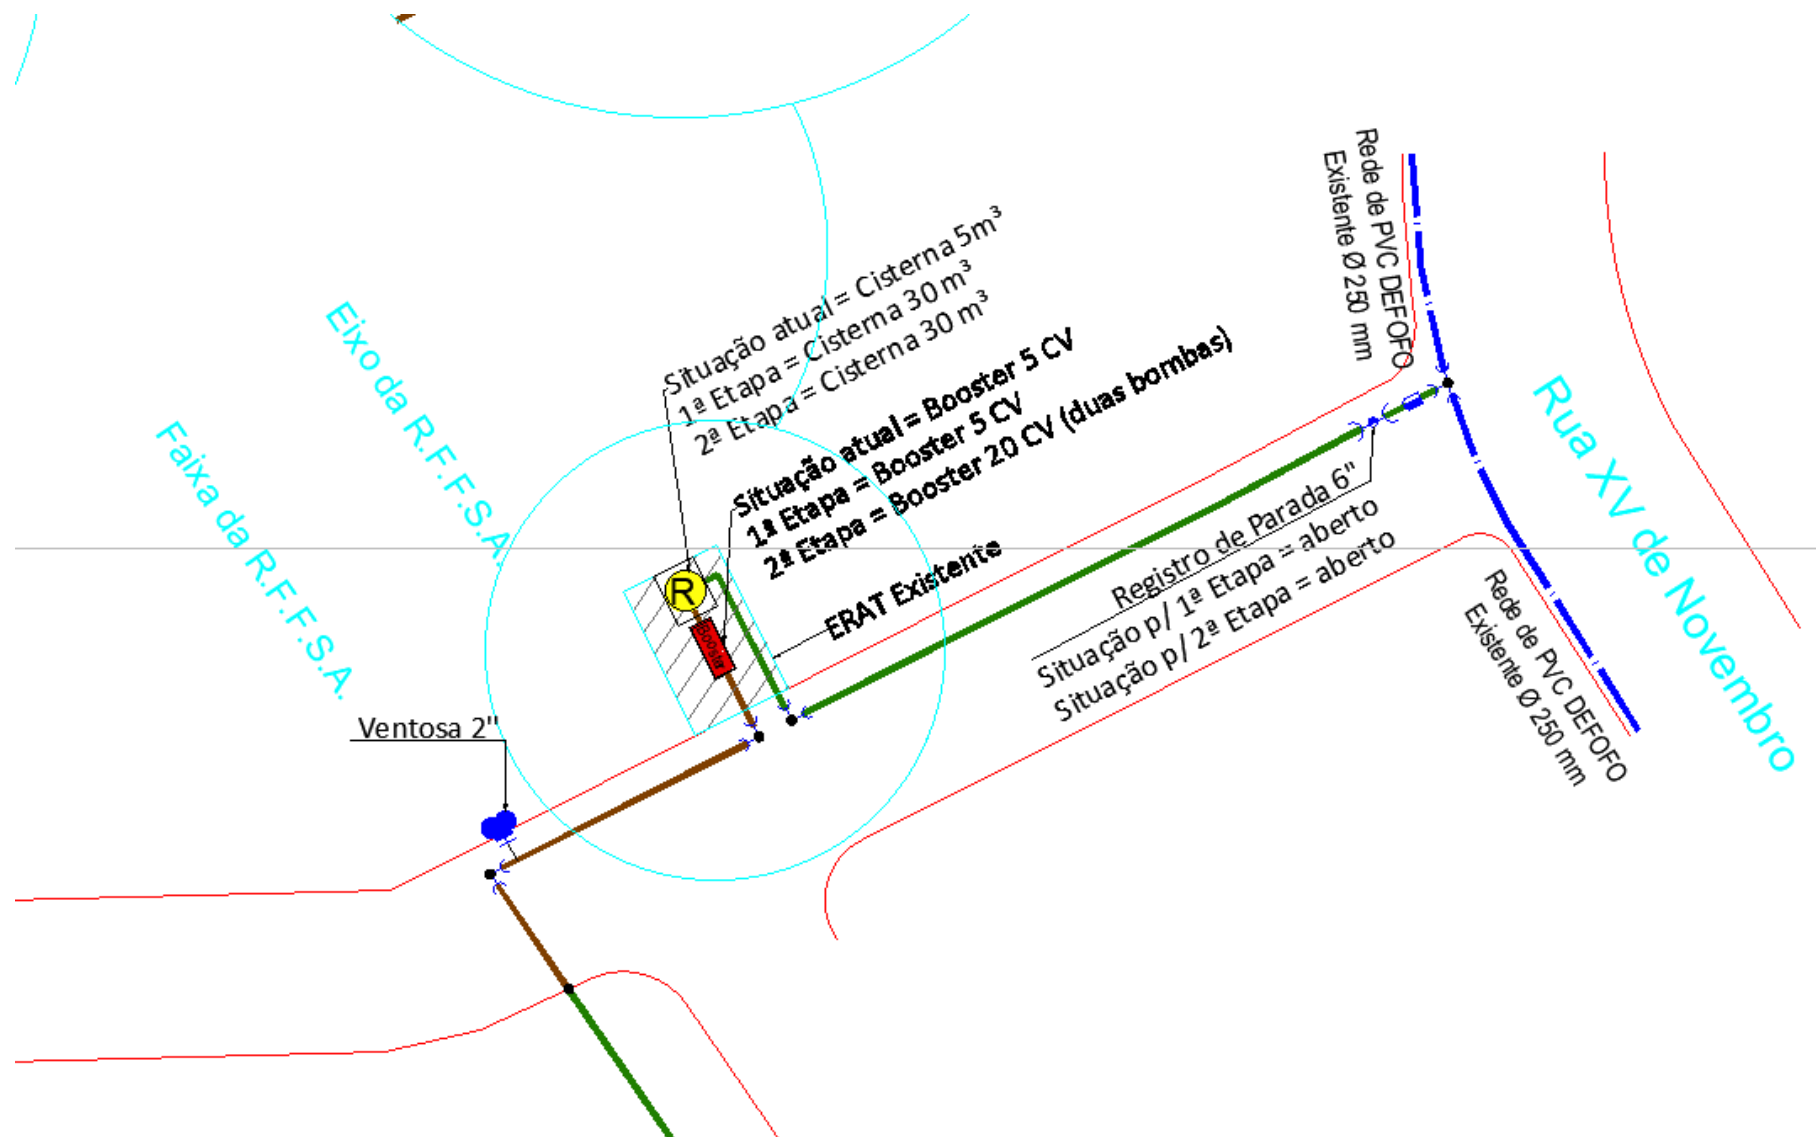 Rede de PVC DEFOFO
Existente Ø 250 mm
Situação atual = Cisterna 5m³
1ª Etapa = Cisterna 30 m³
2ª Etapa = Cisterna 30 m³
Eixo da R.F.F.S.A.
Situação atual = Booster 5 CV
1ª Etapa = Booster 5 CV
2ª Etapa = Booster 20 CV (duas bombas)
Faixa da R.F.F.S.A.
Rua XV de Novembro
Registro de Parada 6"
Situação p/ 1ª Etapa = aberto
Situação p/ 2ª Etapa = aberto
ERAT Existente
R
Booster
Rede de PVC DEFOFO
Existente Ø 250 mm
Ventosa 2"